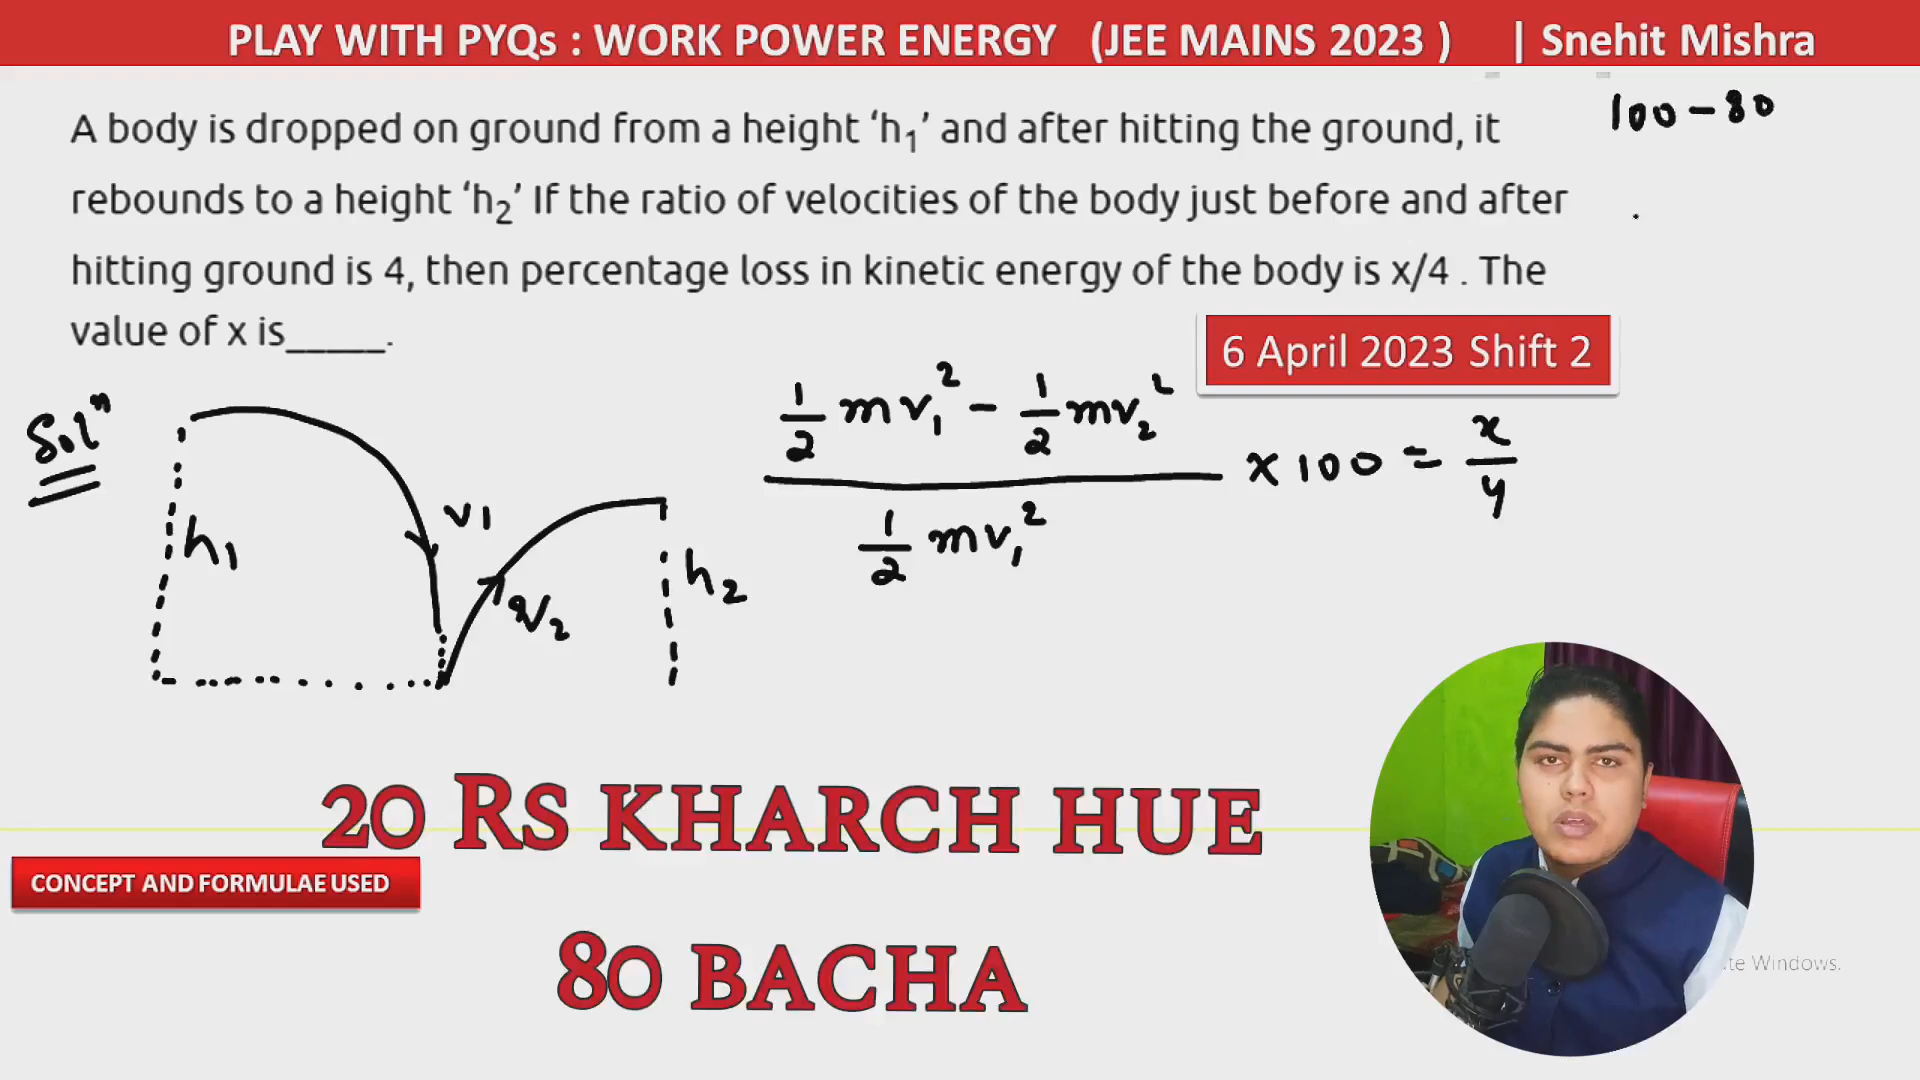 PLAY WITH PYQs : WORK POWER ENERGY (JEE MAINS 2023 ) | Snehit Mishra
100 - 80
A body is dropped on ground from a height ‘h₁’ and after hitting the ground, it
rebounds to a height ‘h₂’ If the ratio of velocities of the body just before and after
hitting ground is 4, then percentage loss in kinetic energy of the body is x/4 . The
value of x is_____.
6 April 2023 Shift 2
Solⁿ
h₁
v₁
v₂
h₂
1/2 mv₁² - 1/2 mv₂²
x 100 = x/4
1/2 mv₁²
20 Rs KHARCH HUE
CONCEPT AND FORMULAE USED
80 BACHA
te Windows.